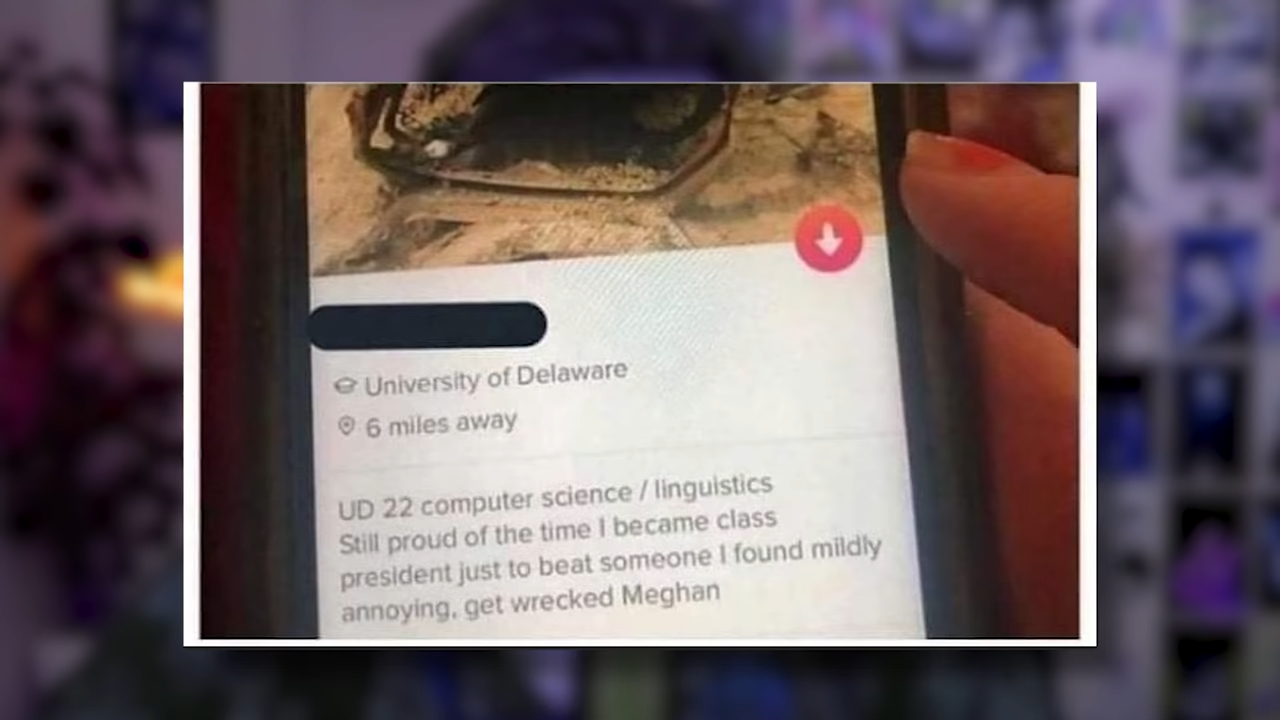 University of Delaware
6 miles away
UD 22 computer science / linguistics
Still proud of the time I became class
president just to beat someone I found mildly
annoying, get wrecked Meghan